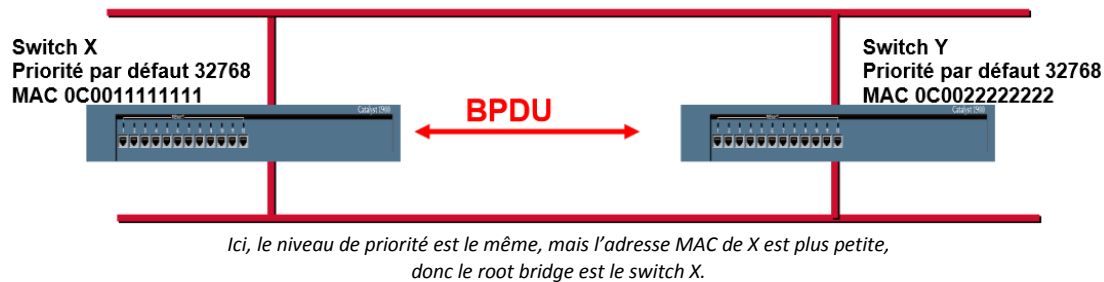 Switch X
Priorité par défaut 32768
MAC 0C0011111111
Switch Y
Priorité par défaut 32768
MAC 0C0022222222
Catalyst 1900
BPDU
Catalyst 1900
Ici, le niveau de priorité est le même, mais l’adresse MAC de X est plus petite,
donc le root bridge est le switch X.